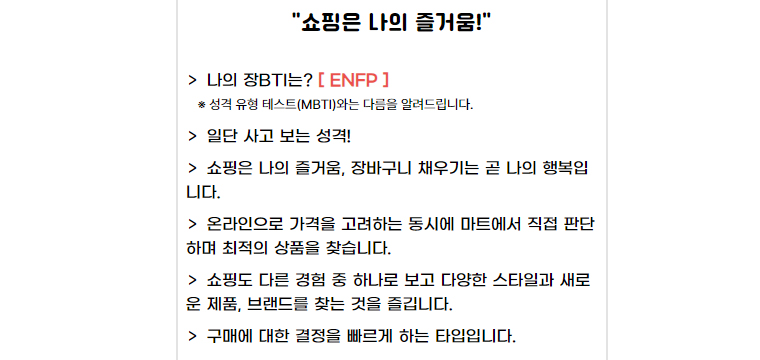 "쇼핑은 나의 즐거움!"
> 나의 장BTI는? [ ENFP ]
※ 성격 유형 테스트(MBTI)와는 다름을 알려드립니다.
> 일단 사고 보는 성격!
> 쇼핑은 나의 즐거움, 장바구니 채우기는 곧 나의 행복입
니다.
> 온라인으로 가격을 고려하는 동시에 마트에서 직접 판단
하며 최적의 상품을 찾습니다.
> 쇼핑도 다른 경험 중 하나로 보고 다양한 스타일과 새로
운 제품, 브랜드를 찾는 것을 즐깁니다.
> 구매에 대한 결정을 빠르게 하는 타입입니다.